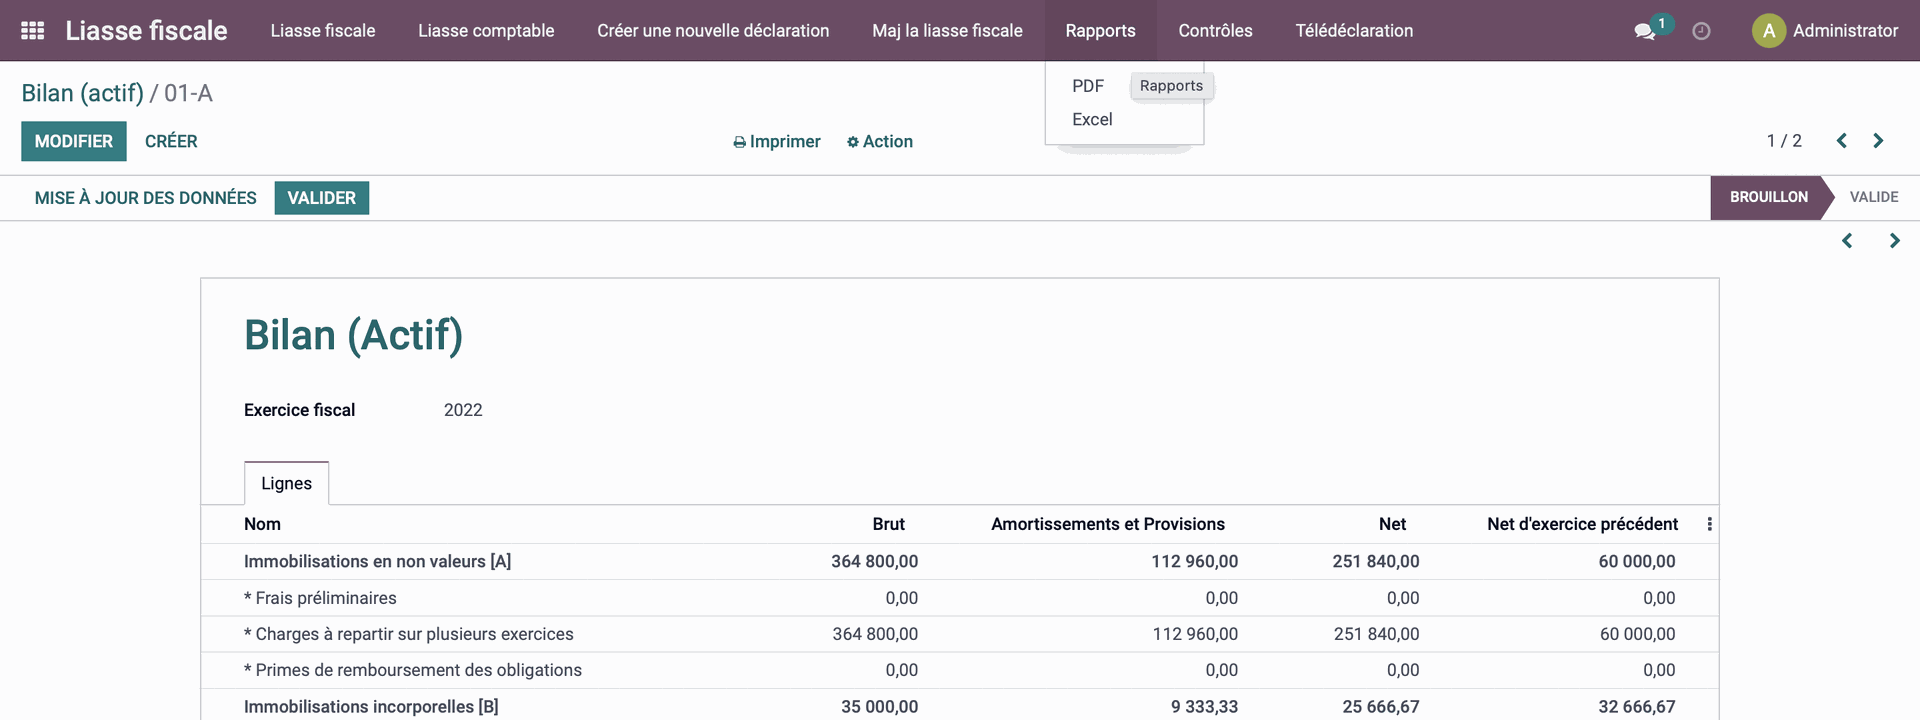 Liasse fiscale Liasse fiscale Liasse comptable Créer une nouvelle déclaration Maj la liasse fiscale Rapports Contrôles Télédéclaration 1 A Administrator
Bilan (actif) / 01-A
PDF Rapports
Excel
MODIFIER CRÉER Imprimer Action 1 / 2
MISE À JOUR DES DONNÉES VALIDER BROUILLON VALIDE
Bilan (Actif)
Exercice fiscal 2022
Lignes
Nom Brut Amortissements et Provisions Net Net d'exercice précédent
Immobilisations en non valeurs [A] 364 800,00 112 960,00 251 840,00 60 000,00
* Frais préliminaires 0,00 0,00 0,00 0,00
* Charges à repartir sur plusieurs exercices 364 800,00 112 960,00 251 840,00 60 000,00
* Primes de remboursement des obligations 0,00 0,00 0,00 0,00
Immobilisations incorporelles [B] 35 000,00 9 333,33 25 666,67 32 666,67